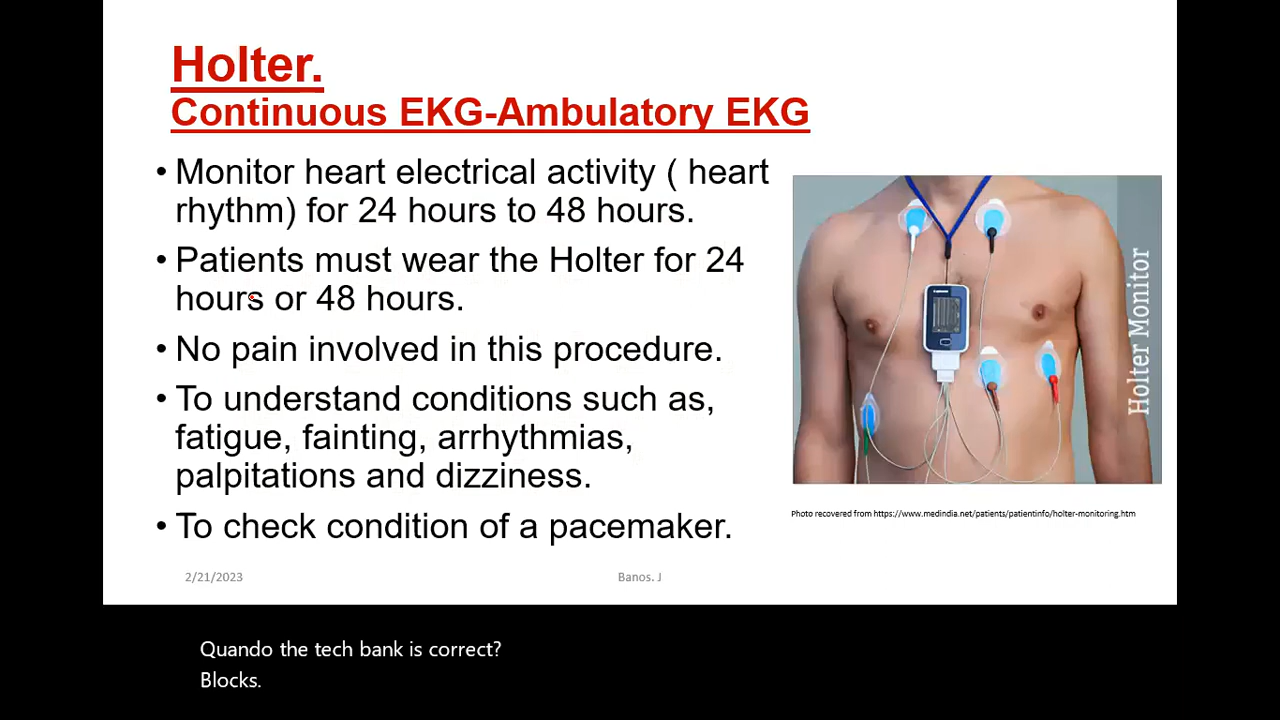 Holter.
Continuous EKG-Ambulatory EKG
• Monitor heart electrical activity ( heart
rhythm) for 24 hours to 48 hours.
• Patients must wear the Holter for 24
hours or 48 hours.
• No pain involved in this procedure.
• To understand conditions such as,
fatigue, fainting, arrhythmias,
palpitations and dizziness.
• To check condition of a pacemaker.
Holter Monitor
Photo recovered from https://www.medindia.net/patients/patientinfo/holter-monitoring.htm
2/21/2023
Banos. J
Quando the tech bank is correct?
Blocks.